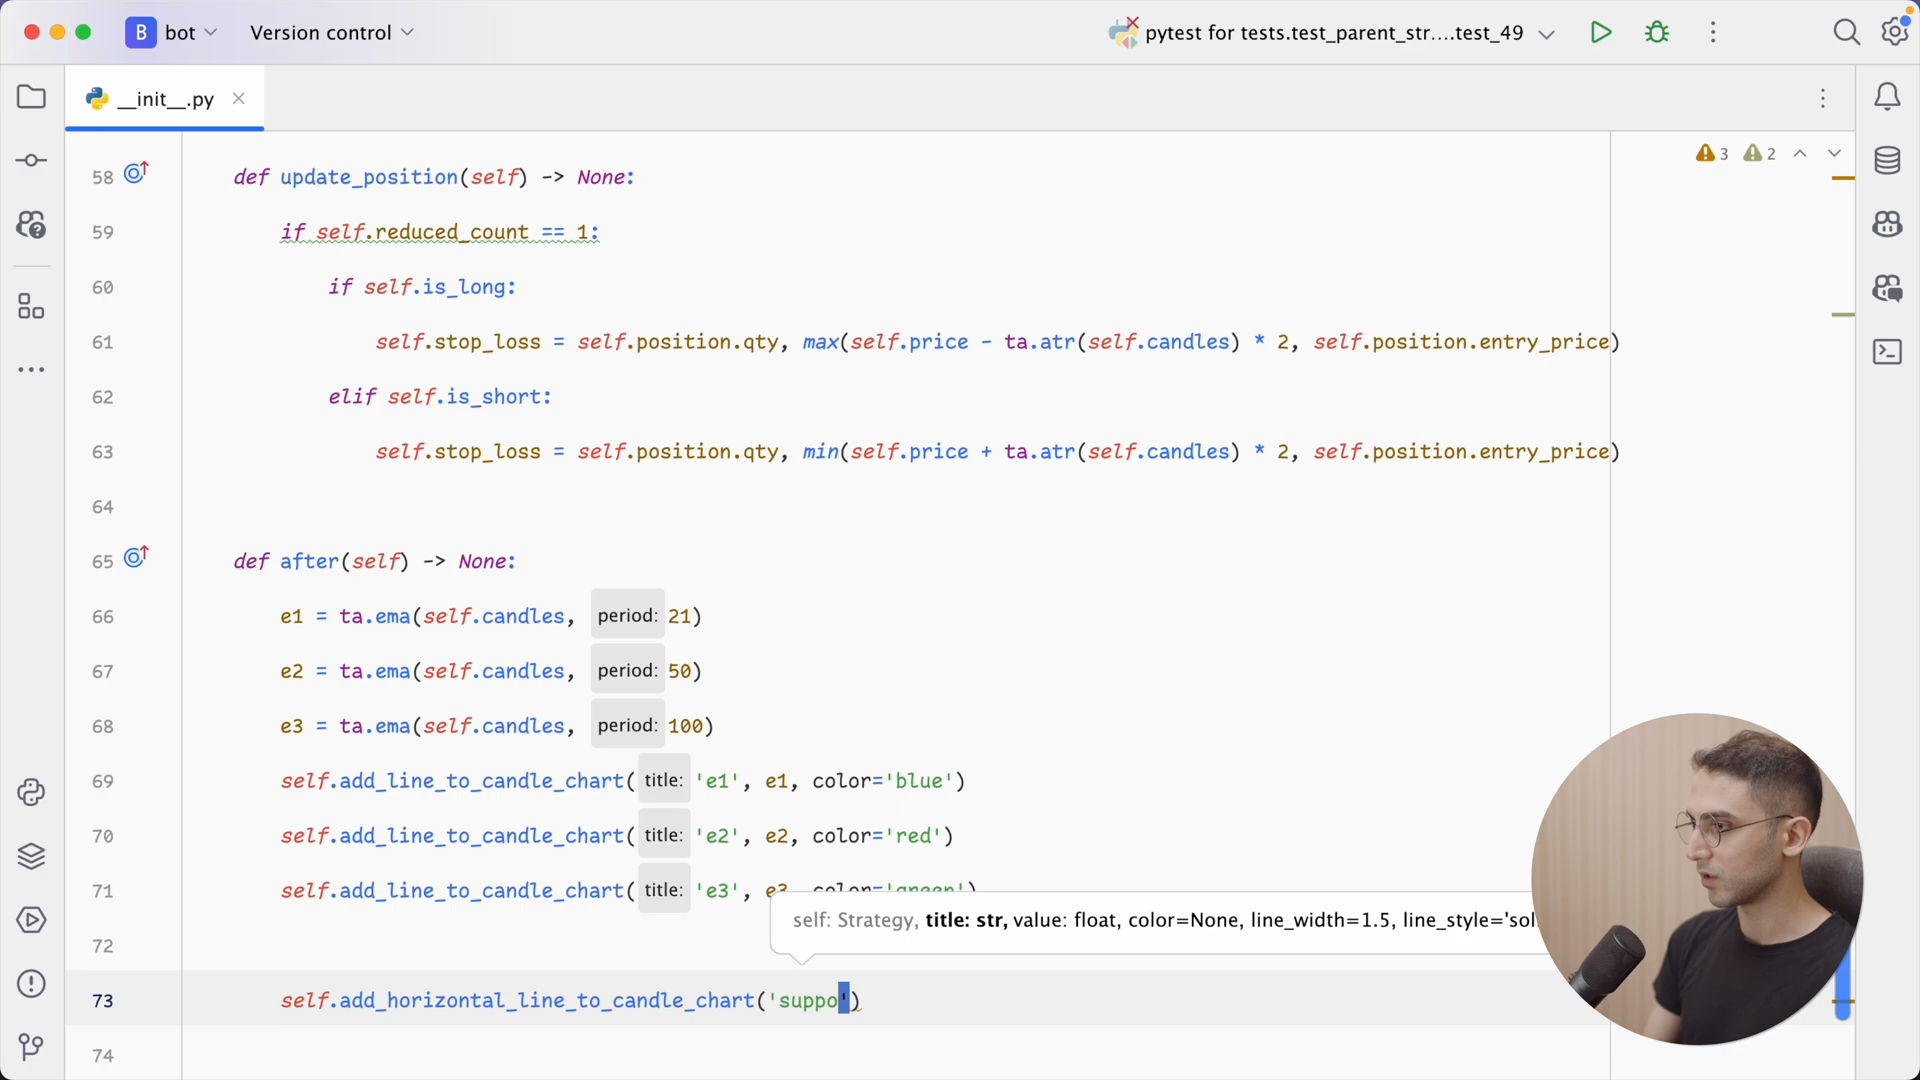 B bot Version control pytest for tests.test_parent_str....test_49
__init__.py
3 2
58 def update_position(self) -> None:
59 if self.reduced_count == 1:
60 if self.is_long:
61 self.stop_loss = self.position.qty, max(self.price - ta.atr(self.candles) * 2, self.position.entry_price)
62 elif self.is_short:
63 self.stop_loss = self.position.qty, min(self.price + ta.atr(self.candles) * 2, self.position.entry_price)
64
65 def after(self) -> None:
66 e1 = ta.ema(self.candles, period: 21)
67 e2 = ta.ema(self.candles, period: 50)
68 e3 = ta.ema(self.candles, period: 100)
69 self.add_line_to_candle_chart( title: 'e1', e1, color='blue')
70 self.add_line_to_candle_chart( title: 'e2', e2, color='red')
71 self.add_line_to_candle_chart( title: 'e3', e3, color='green')
self: Strategy, title: str, value: float, color=None, line_width=1.5, line_style='sol
72
73 self.add_horizontal_line_to_candle_chart('suppo')
74